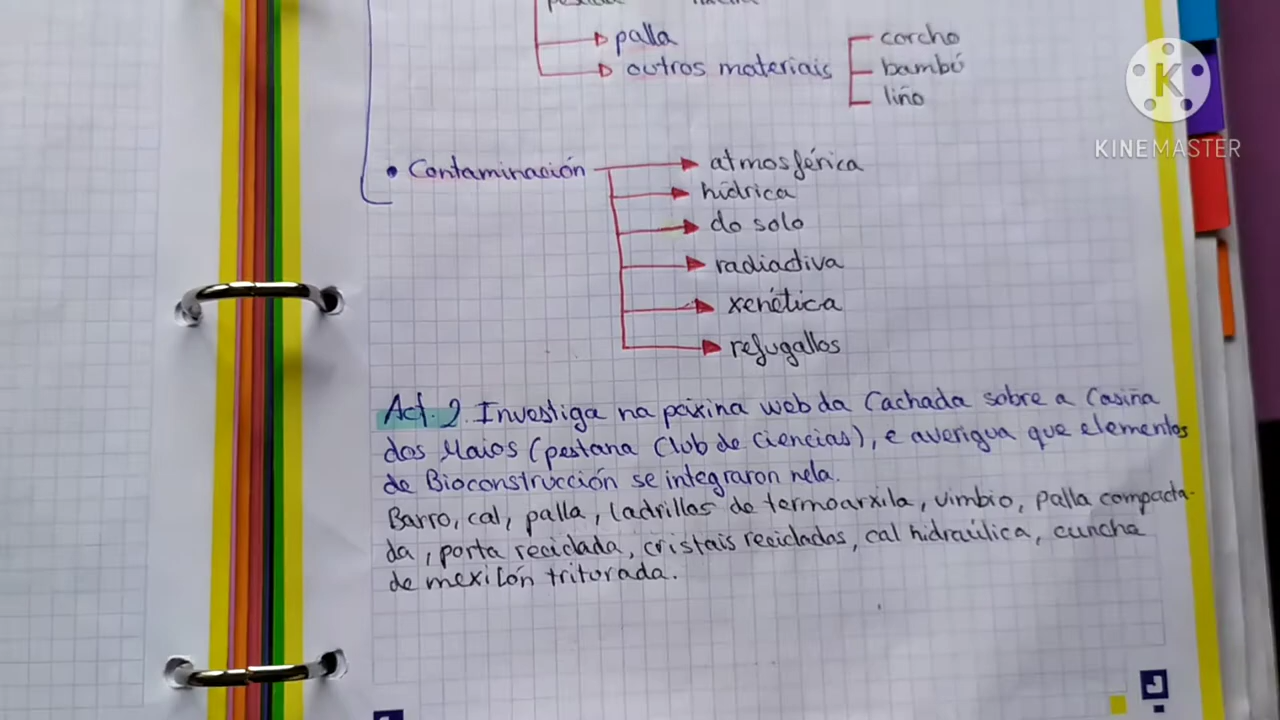 palla
outros materiais
corcho
bambú
liño
• Contaminación
atmosférica
hídrica
do solo
radiactiva
xenética
refugallos
Act. 2. Investiga na páxina web da Cachada sobre a Casiña
dos Maios (pestana Club de Ciencias), e averigua que elementos
de Bioconstrucción se integraron nela.
Barro, cal, palla, ladrillos de termoarxila, vimbio, palla compacta-
da, porta reciclada, cristais reciclados, cal hidraúlica, cuncha
de mexilón triturada.
K
KINEMASTER